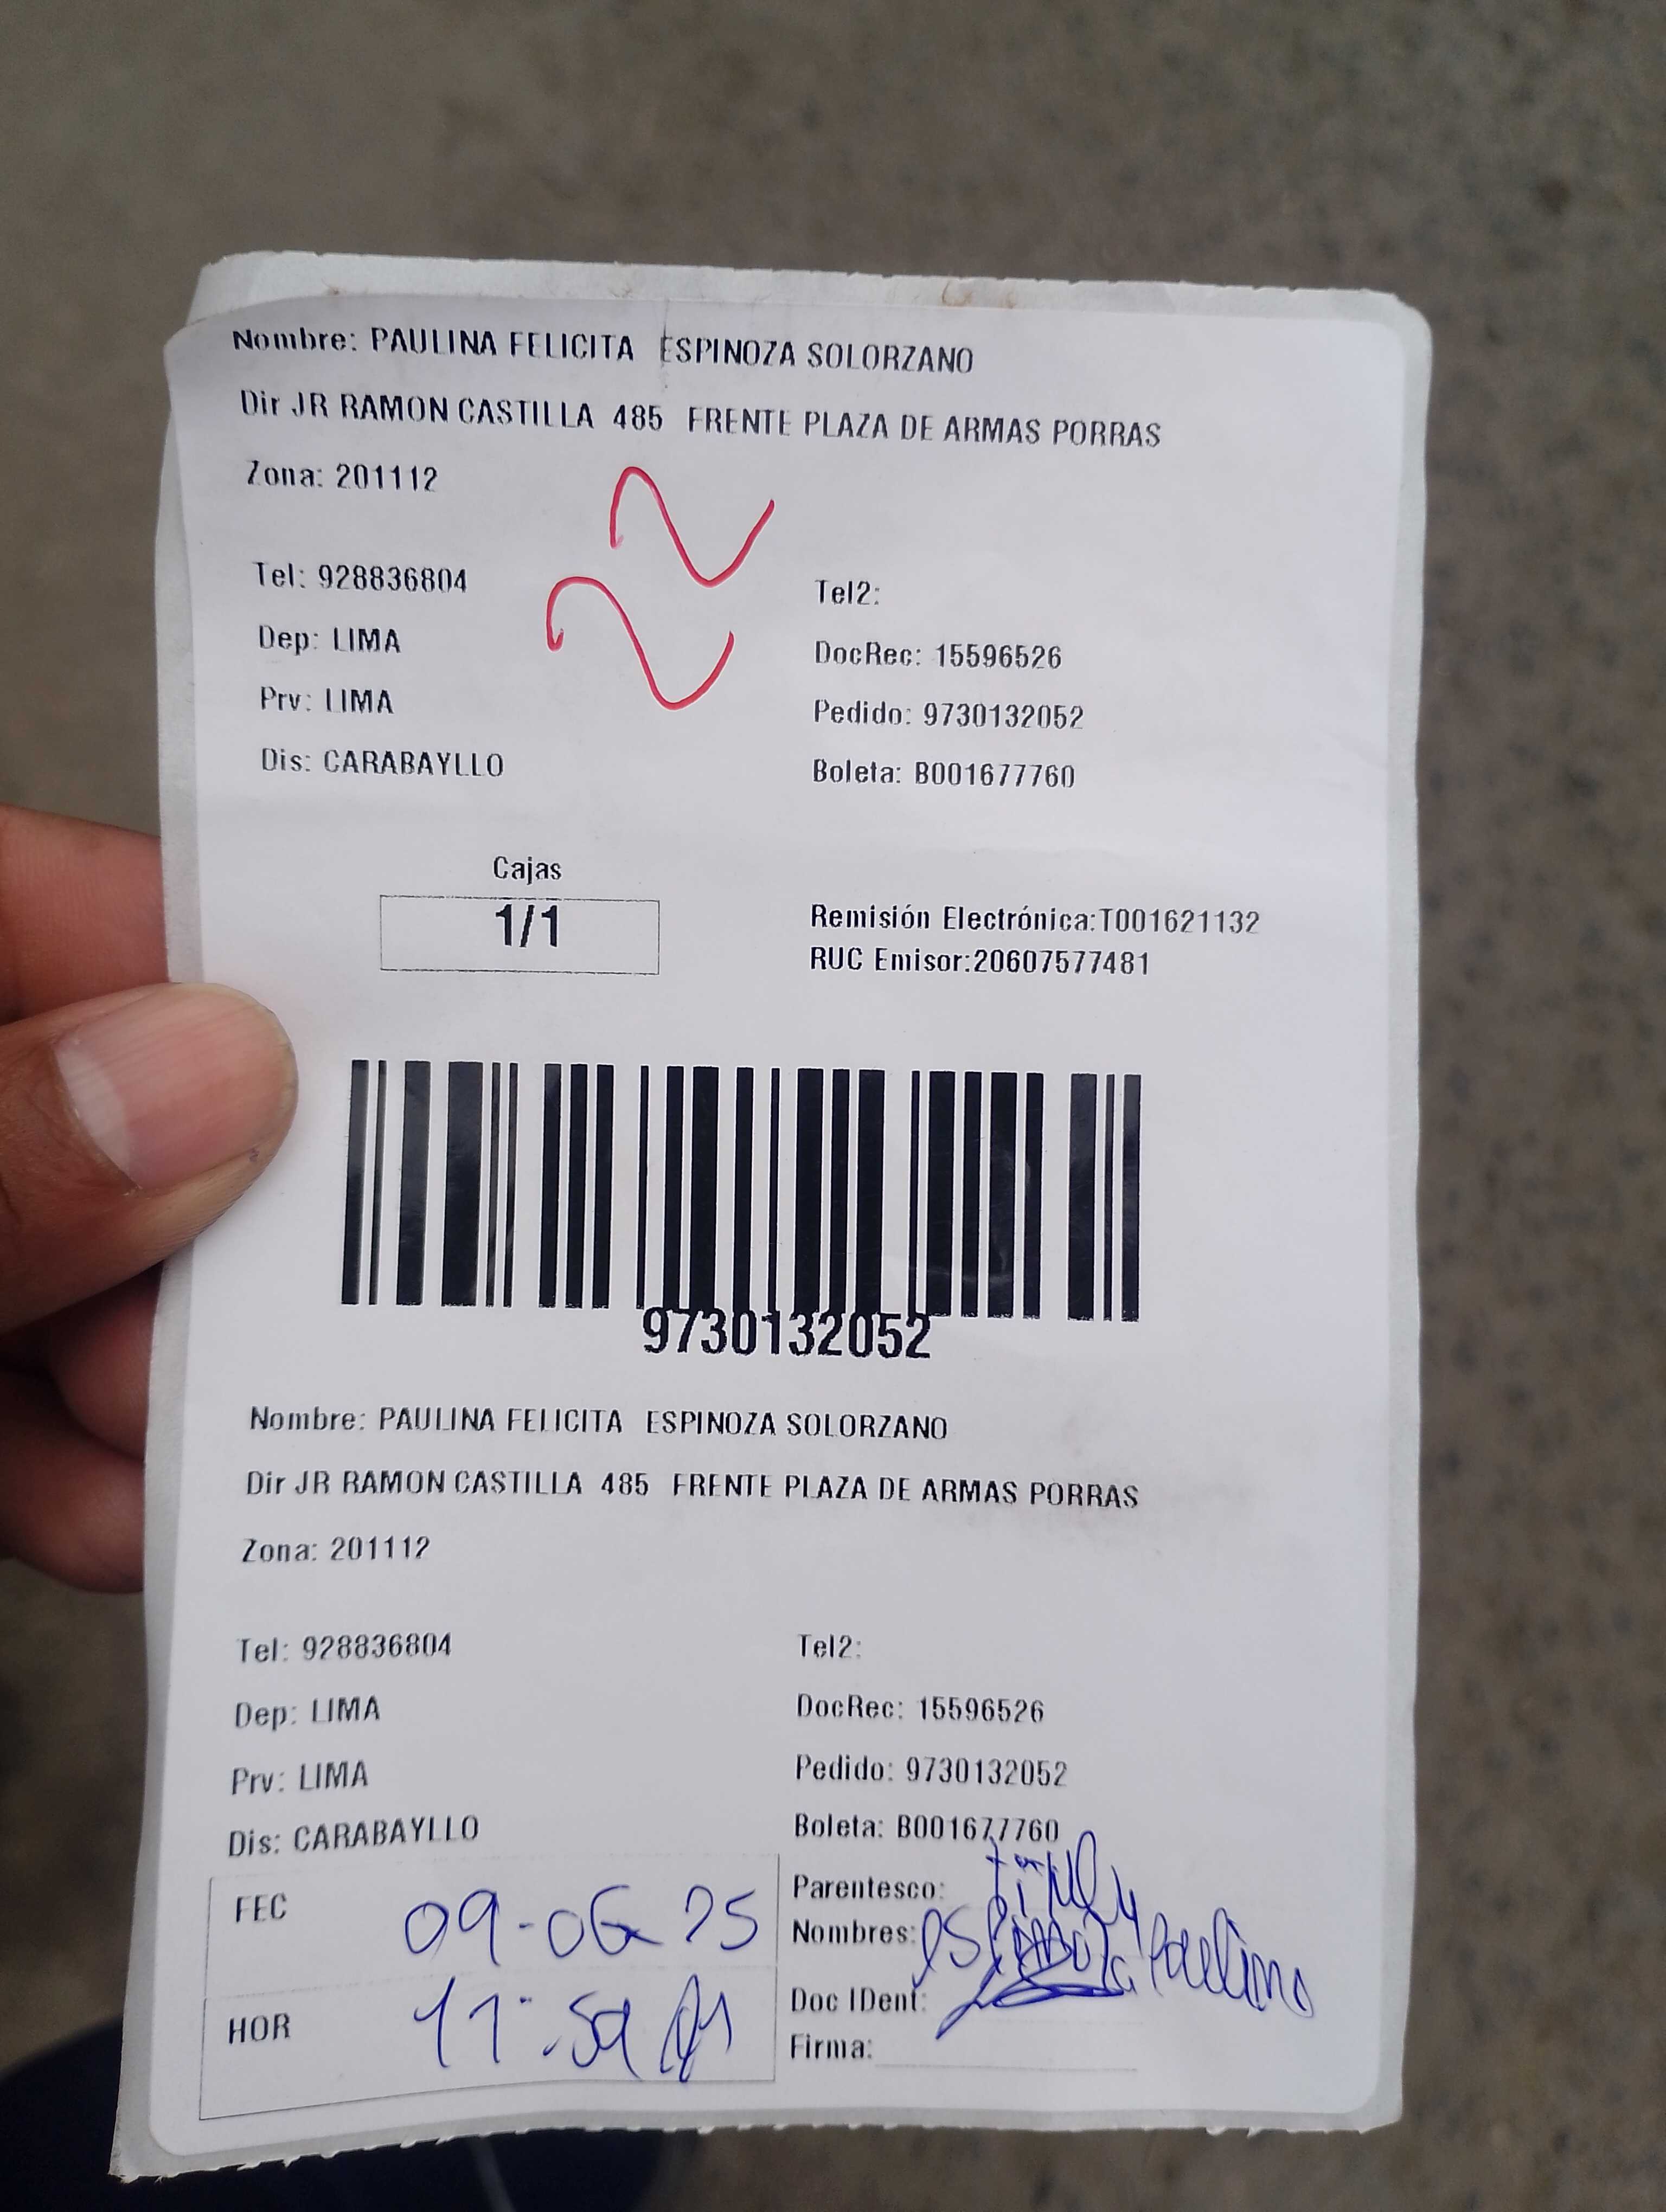 Nombre: PAULINA FELICITA ESPINOZA SOLORZANO
Dir JR RAMON CASTILLA 485 FRENTE PLAZA DE ARMAS PORRAS
Zona: 201112
Tel: 928836804 Tel2:
Dep: LIMA DocRec: 15596526
Prv: LIMA Pedido: 9730132052
Dis: CARABAYLLO Boleta: B001677760
Cajas
1/1
Remisión Electrónica:T001621132
RUC Emisor:20607577481
9730132052
Nombre: PAULINA FELICITA ESPINOZA SOLORZANO
Dir JR RAMON CASTILLA 485 FRENTE PLAZA DE ARMAS PORRAS
Zona: 201112
Tel: 928836804 Tel2:
Dep: LIMA DocRec: 15596526
Prv: LIMA Pedido: 9730132052
Dis: CARABAYLLO Boleta: B001677760
FEC 09-06 25
HOR 11:59
Parentesco:
Nombres: espinoza Paulina
Doc IDent:
Firma: